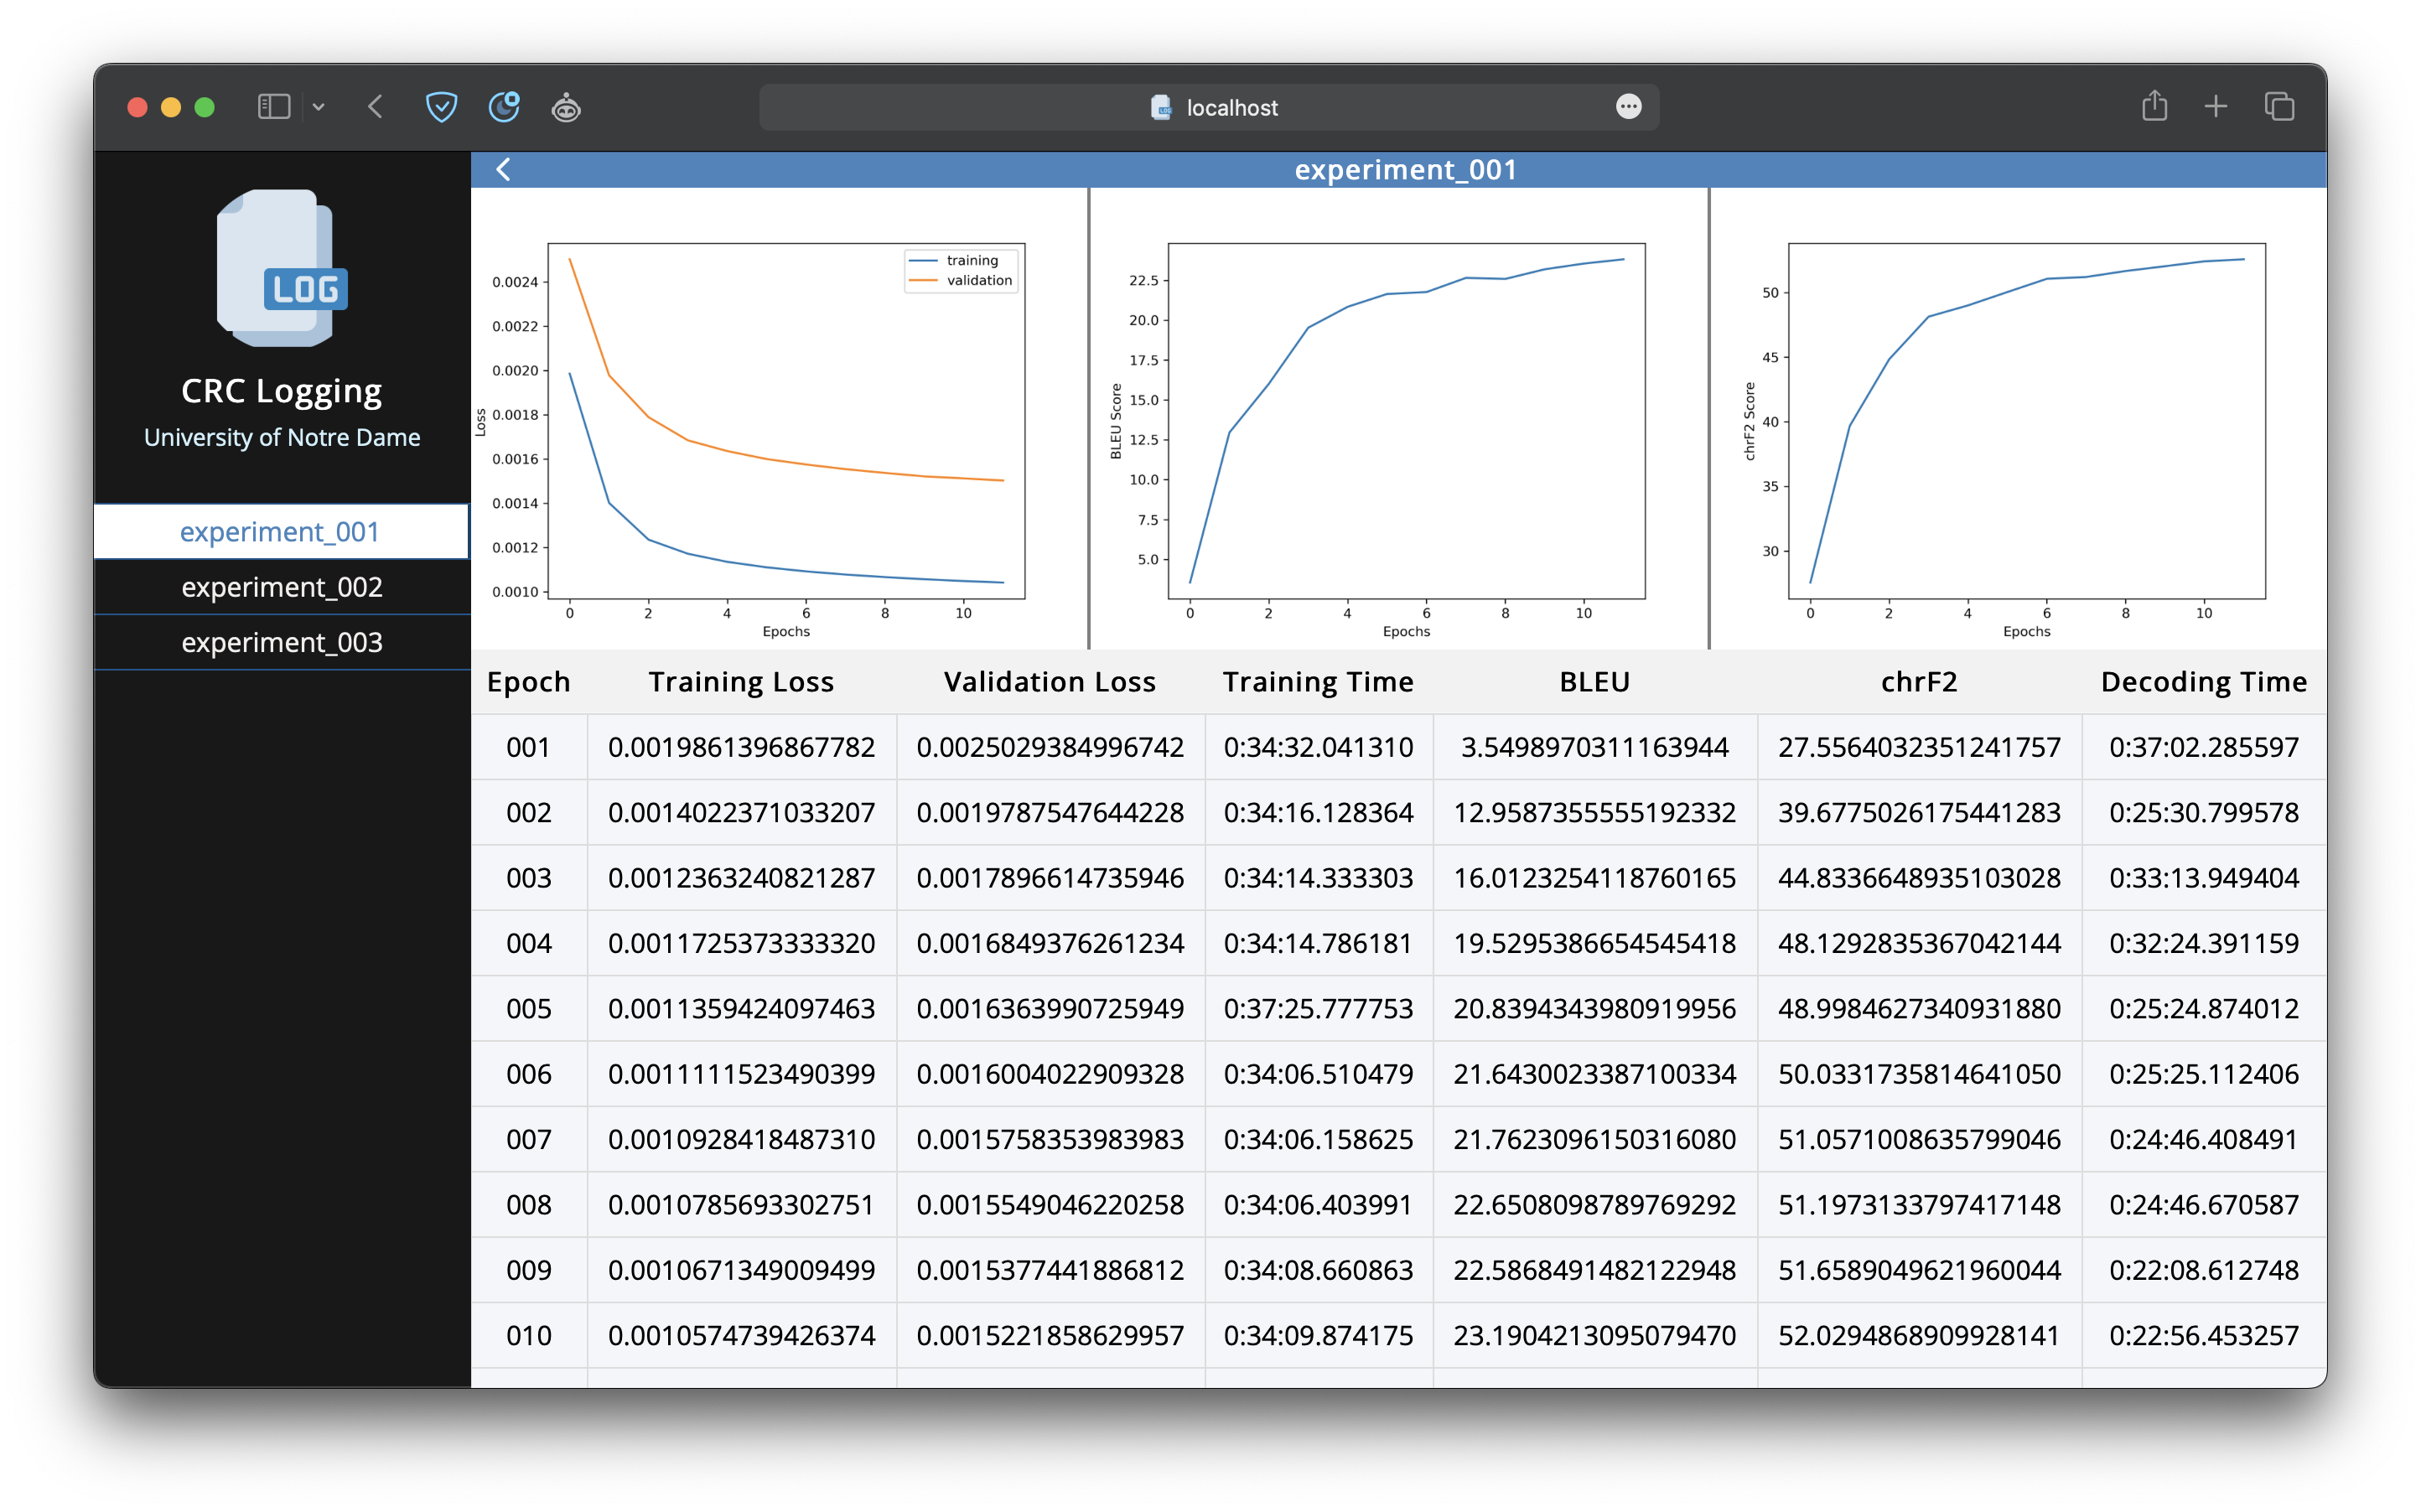 localhost
LOG
CRC Logging
University of Notre Dame
experiment_001
experiment_002
experiment_003
experiment_001
training
validation
0.0024
0.0022
0.0020
0.0018
0.0016
0.0014
0.0012
0.0010
Loss
0 2 4 6 8 10
Epochs
22.5
20.0
17.5
15.0
12.5
10.0
7.5
5.0
BLEU Score
0 2 4 6 8 10
Epochs
50
45
40
35
30
chrF2 Score
0 2 4 6 8 10
Epochs
Epoch Training Loss Validation Loss Training Time BLEU chrF2 Decoding Time
001 0.0019861396867782 0.0025029384996742 0:34:32.041310 3.5498970311163944 27.5564032351241757 0:37:02.285597
002 0.0014022371033207 0.0019787547644228 0:34:16.128364 12.9587355555192332 39.6775026175441283 0:25:30.799578
003 0.0012363240821287 0.0017896614735946 0:34:14.333303 16.0123254118760165 44.8336648935103028 0:33:13.949404
004 0.0011725373333320 0.0016849376261234 0:34:14.786181 19.5295386654545418 48.1292835367042144 0:32:24.391159
005 0.0011359424097463 0.0016363990725949 0:37:25.777753 20.8394343980919956 48.9984627340931880 0:25:24.874012
006 0.0011111523490399 0.0016004022909328 0:34:06.510479 21.6430023387100334 50.0331735814641050 0:25:25.112406
007 0.0010928418487310 0.0015758353983983 0:34:06.158625 21.7623096150316080 51.0571008635799046 0:24:46.408491
008 0.0010785693302751 0.0015549046220258 0:34:06.403991 22.6508098789769292 51.1973133797417148 0:24:46.670587
009 0.0010671349009499 0.0015377441886812 0:34:08.660863 22.5868491482122948 51.6589049621960044 0:22:08.612748
010 0.0010574739426374 0.0015221858629957 0:34:09.874175 23.1904213095079470 52.0294868909928141 0:22:56.453257